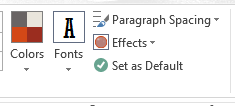 Paragraph Spacing
Effects
Set as Default
Colors
Fonts
A